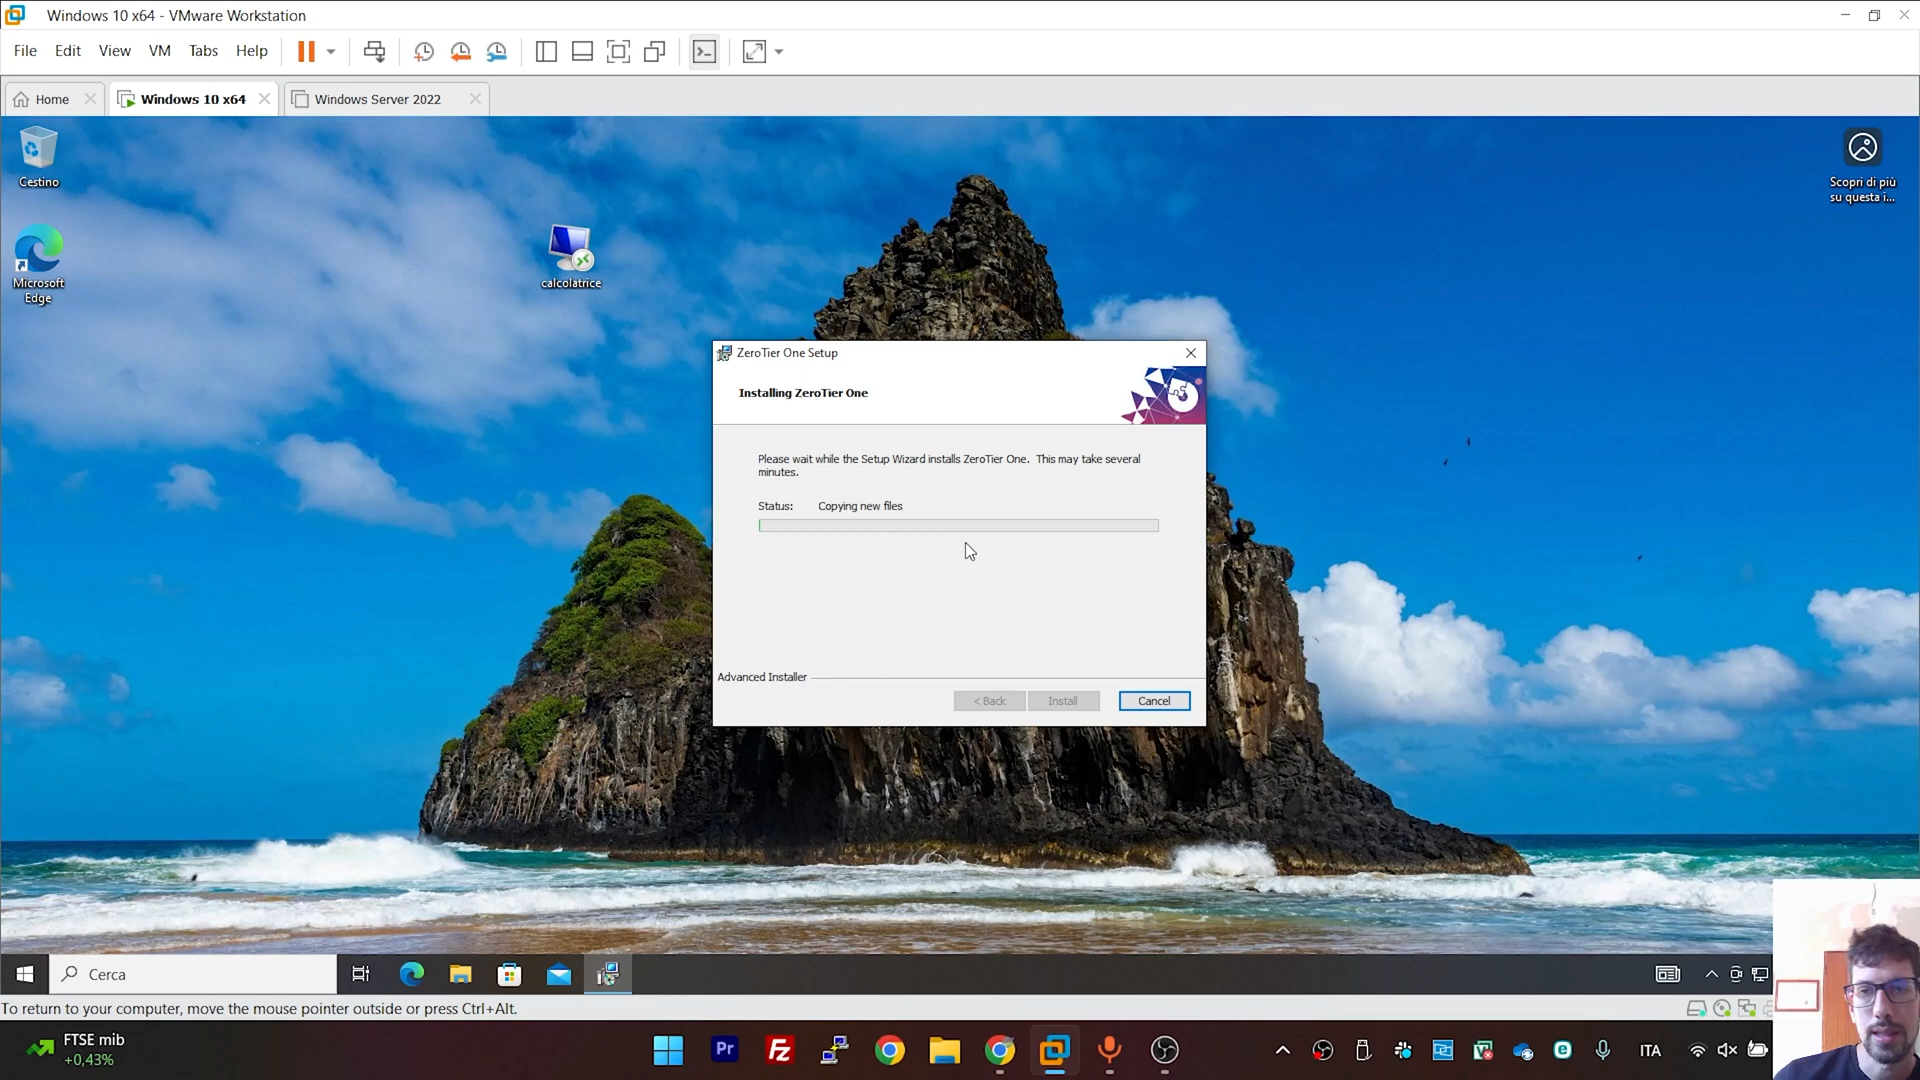 Windows 10 x64 - VMware Workstation
File Edit View VM Tabs Help
Home Windows 10 x64 Windows Server 2022
Cestino
Microsoft
Edge
calcolatrice
Scopri di più
su questa i...
ZeroTier One Setup
Installing ZeroTier One
Please wait while the Setup Wizard installs ZeroTier One. This may take several
minutes.
Status: Copying new files
Advanced Installer
< Back Install Cancel
Cerca
To return to your computer, move the mouse pointer outside or press Ctrl+Alt.
FTSE mib
+0,43%
Pr
FZ
ITA